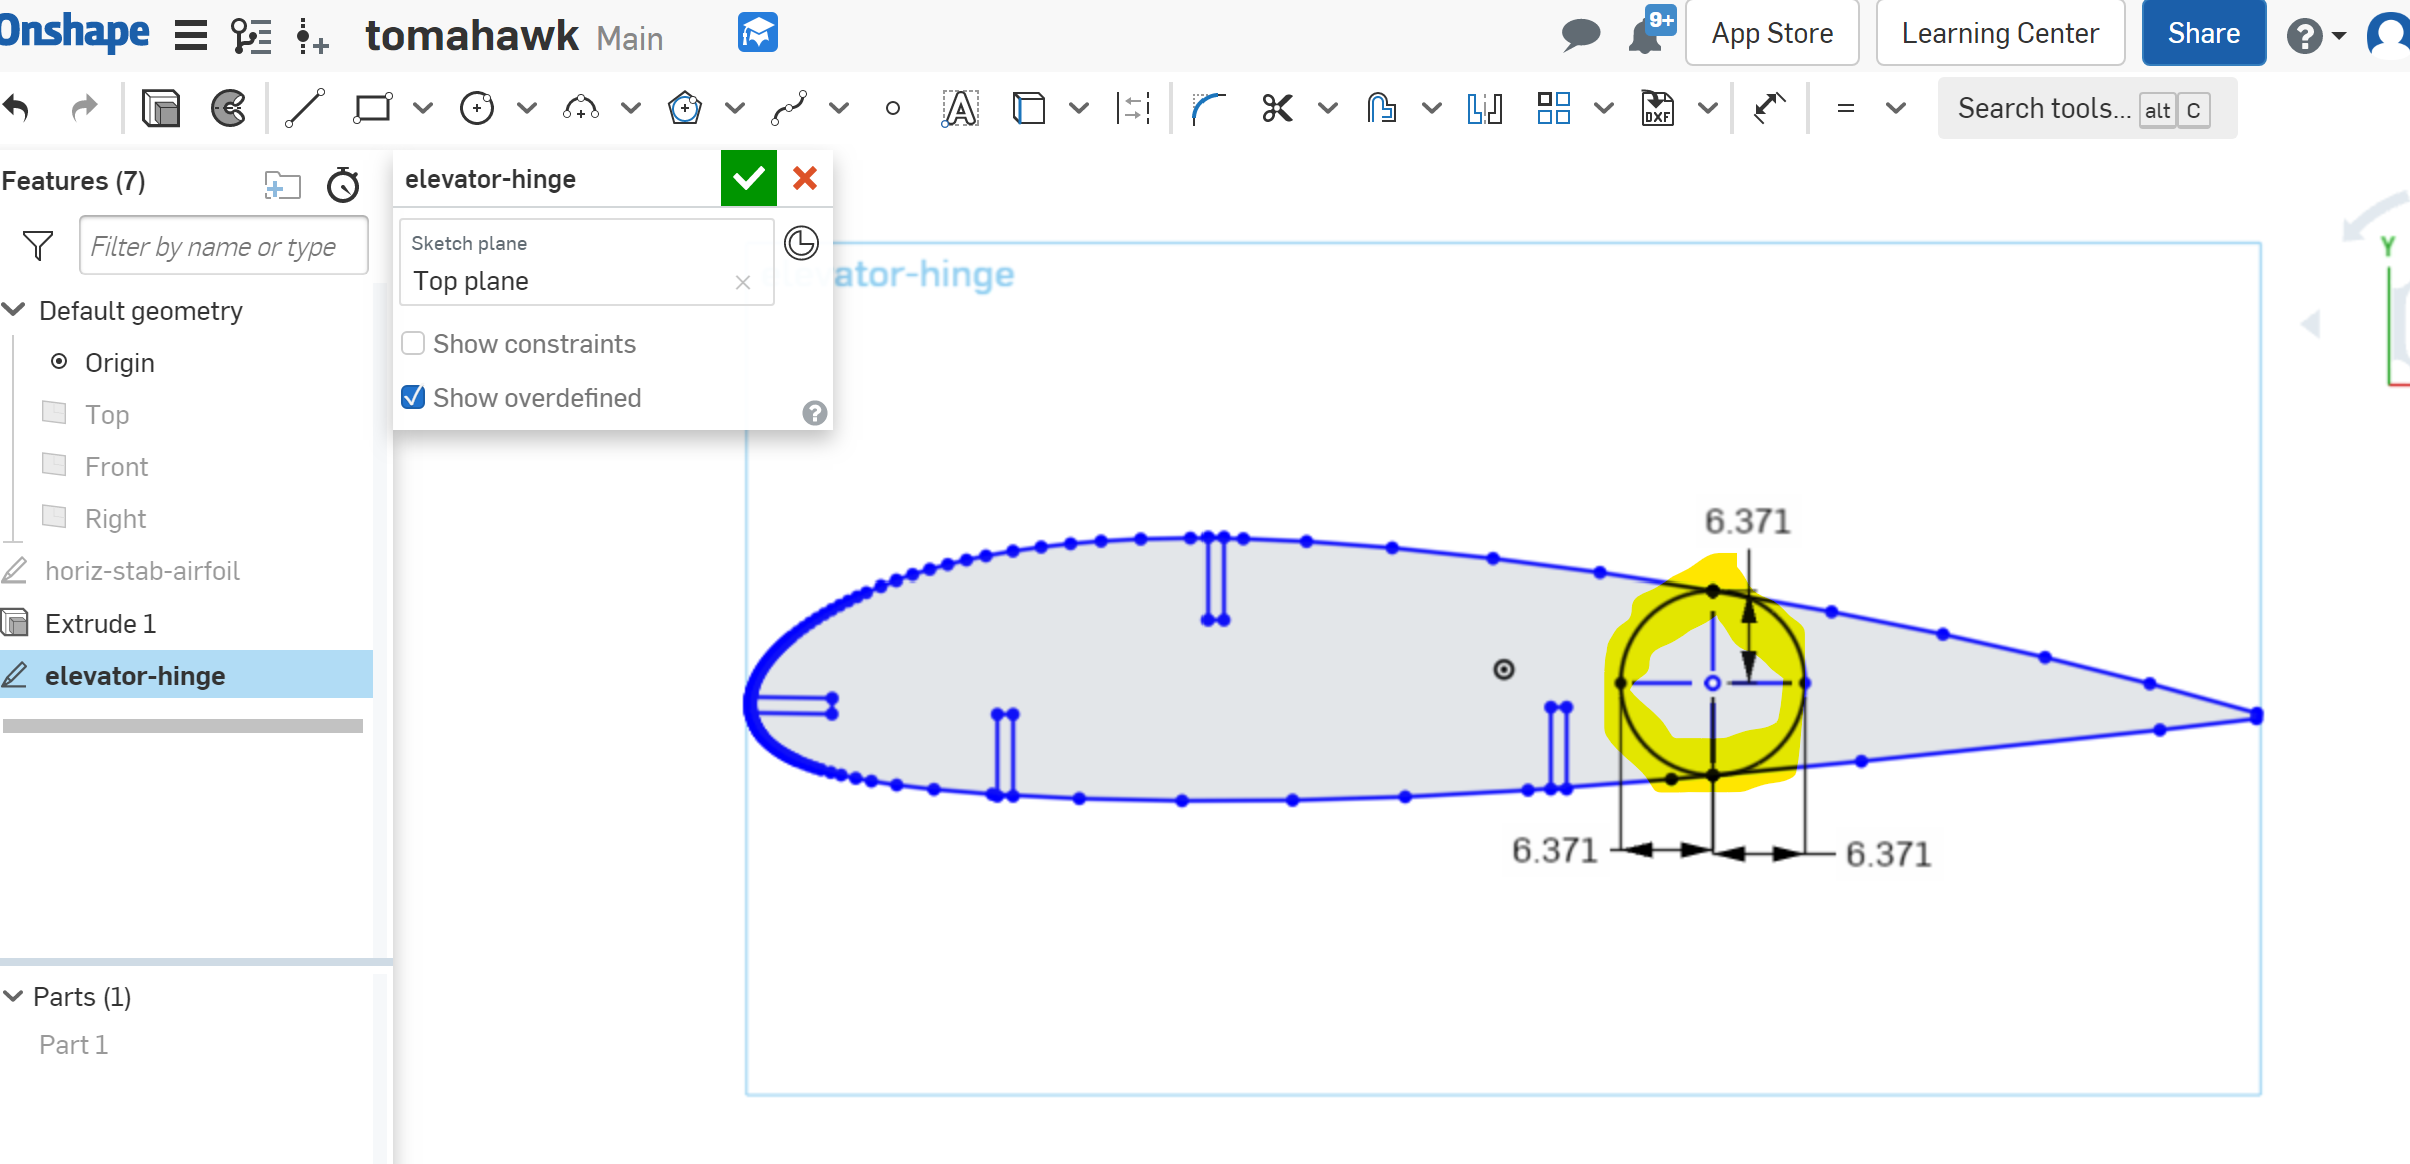 Onshape tomahawk Main 9+ App Store Learning Center Share ?
A DXF = Search tools... alt C
Features (7)
Filter by name or type
Default geometry
Origin
Top
Front
Right
horiz-stab-airfoil
Extrude 1
elevator-hinge
Parts (1)
Part 1
elevator-hinge
Sketch plane
Top plane
Show constraints
Show overdefined
?
ator-hinge
Y
6.371
6.371
6.371